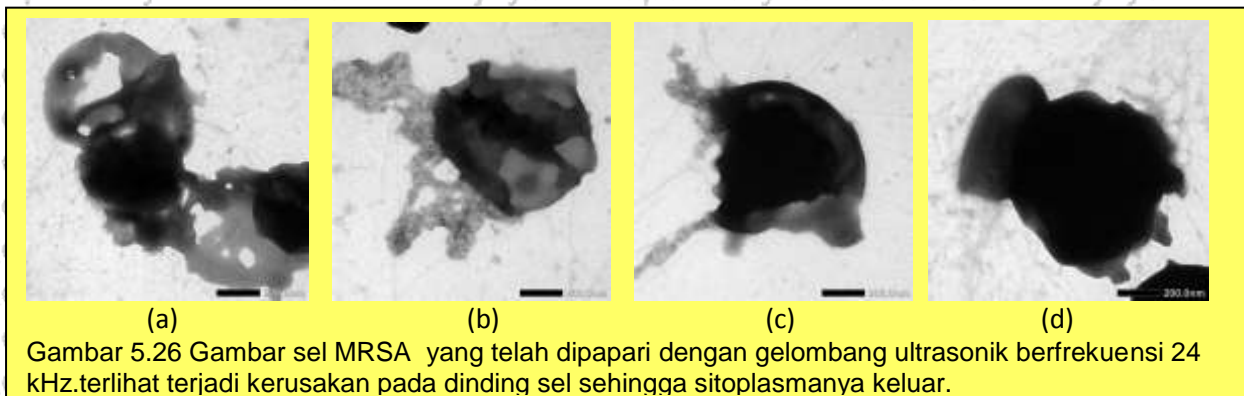 200.0nm
(a) (b) (c) (d)
Gambar 5.26 Gambar sel MRSA yang telah dipapari dengan gelombang ultrasonik berfrekuensi 24
kHz.terlihat terjadi kerusakan pada dinding sel sehingga sitoplasmanya keluar.